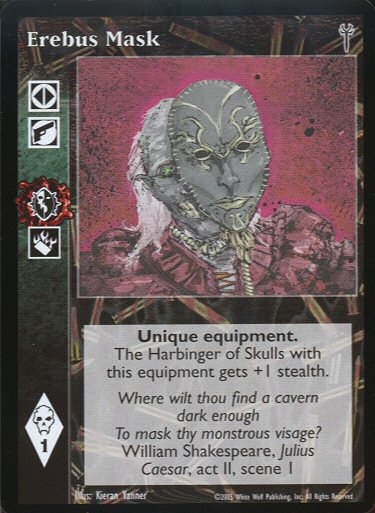 Erebus Mask
Unique equipment.
The Harbinger of Skulls with
this equipment gets +1 stealth.
Where wilt thou find a cavern
dark enough
To mask thy monstrous visage?
William Shakespeare, Julius
Caesar, act II, scene 1
1
Illus: Kieran Yanner
©2005 White Wolf Publishing, Inc. All Rights Reserved